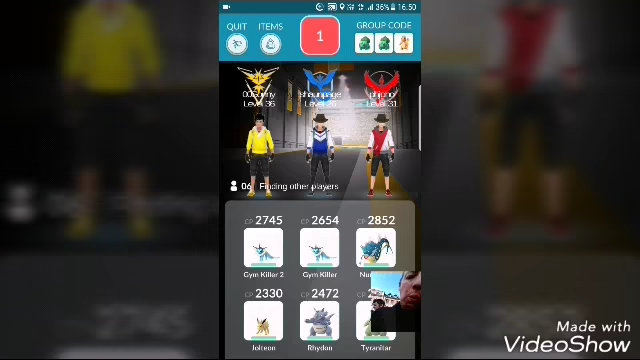 36% 16.50
QUIT
ITEMS
1
GROUP CODE
Level 36
Level 31
06 Finding other players
CP 2745
CP 2654
CP 2852
Gym Killer 2
Gym Killer
CP 2330
CP 2472
CP
Jolteon
Rhydon
Tyranitar
Made with
VideoShow